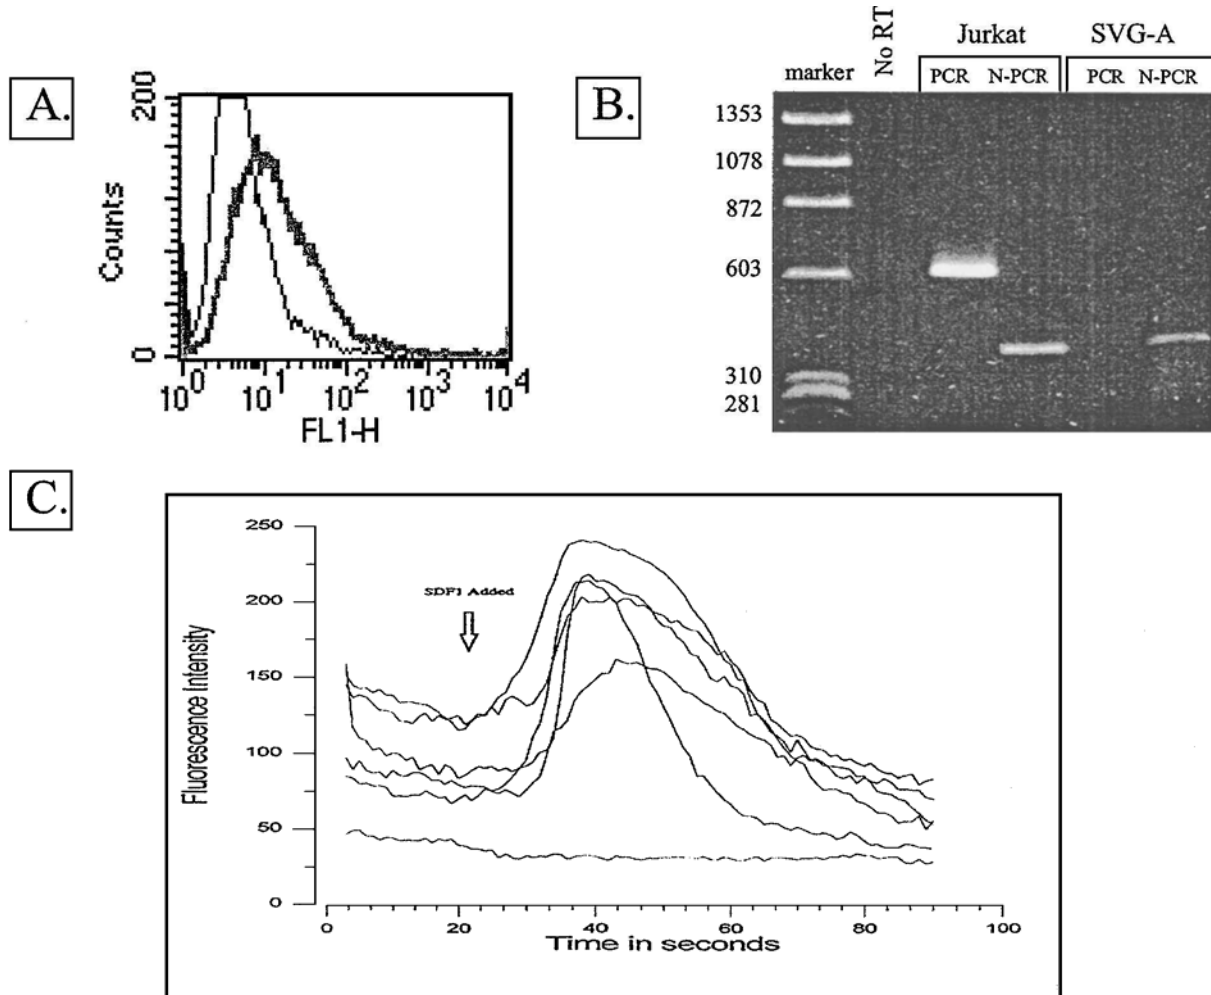 A.
200
Counts
0
10^0 10^1 10^2 10^3 10^4
FL1-H
B.
Jurkat SVG-A
marker No RT PCR N-PCR PCR N-PCR
1353
1078
872
603
310
281
C.
250
SDF1 Added
200
150
100
50
0
Fluorescence Intensity
0 20 40 60 80 100
Time in seconds